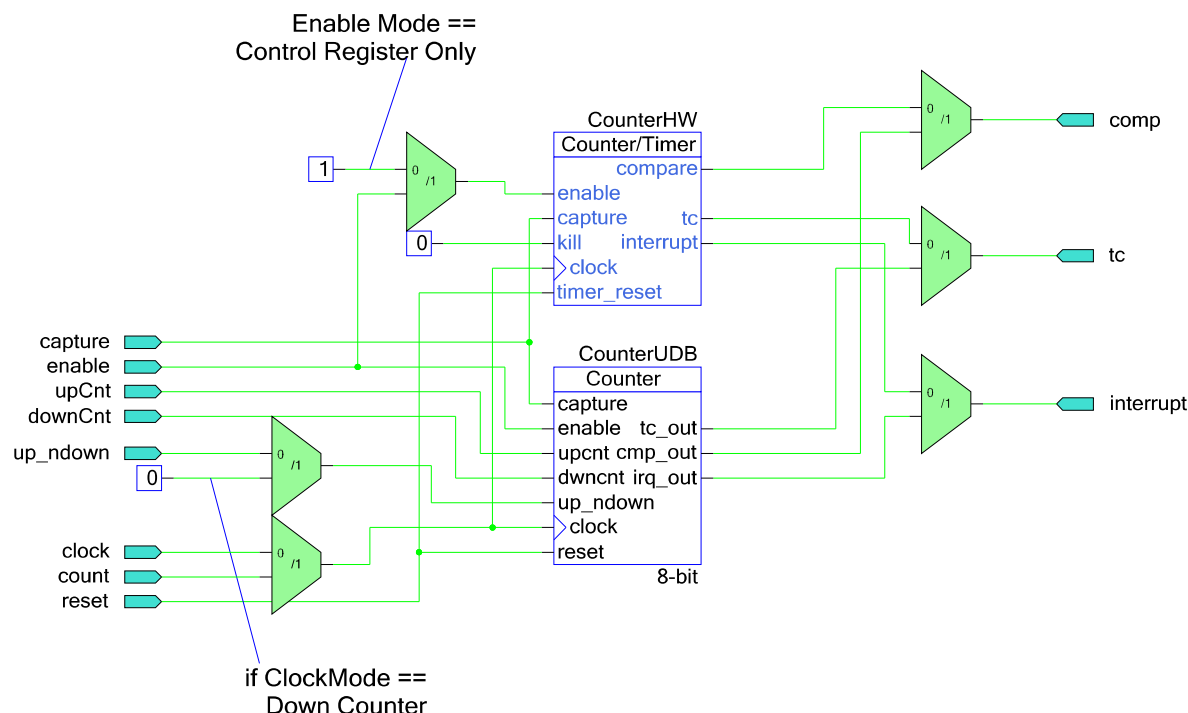 Enable Mode ==
Control Register Only
CounterHW
Counter/Timer
compare
enable
capture
tc
kill
interrupt
clock
timer_reset
1
0
/1
0
0
/1
comp
0
/1
tc
0
/1
interrupt
capture
enable
upCnt
downCnt
up_ndown
0
0
/1
clock
count
reset
0
/1
CounterUDB
Counter
capture
enable
tc_out
upcnt
cmp_out
dwncnt
irq_out
up_ndown
clock
reset
8-bit
if ClockMode ==
Down Counter